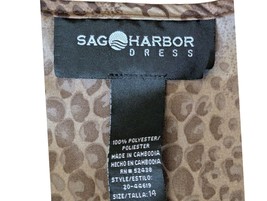 SAG HARBOR
DRESS
100% POLYESTER/
POLIESTER
MADE IN CAMBODIA
HECHO EN CAMBODIA
RN# 52438
STYLE/ESTILO:
20-GG619
SIZE/TALLA: 14